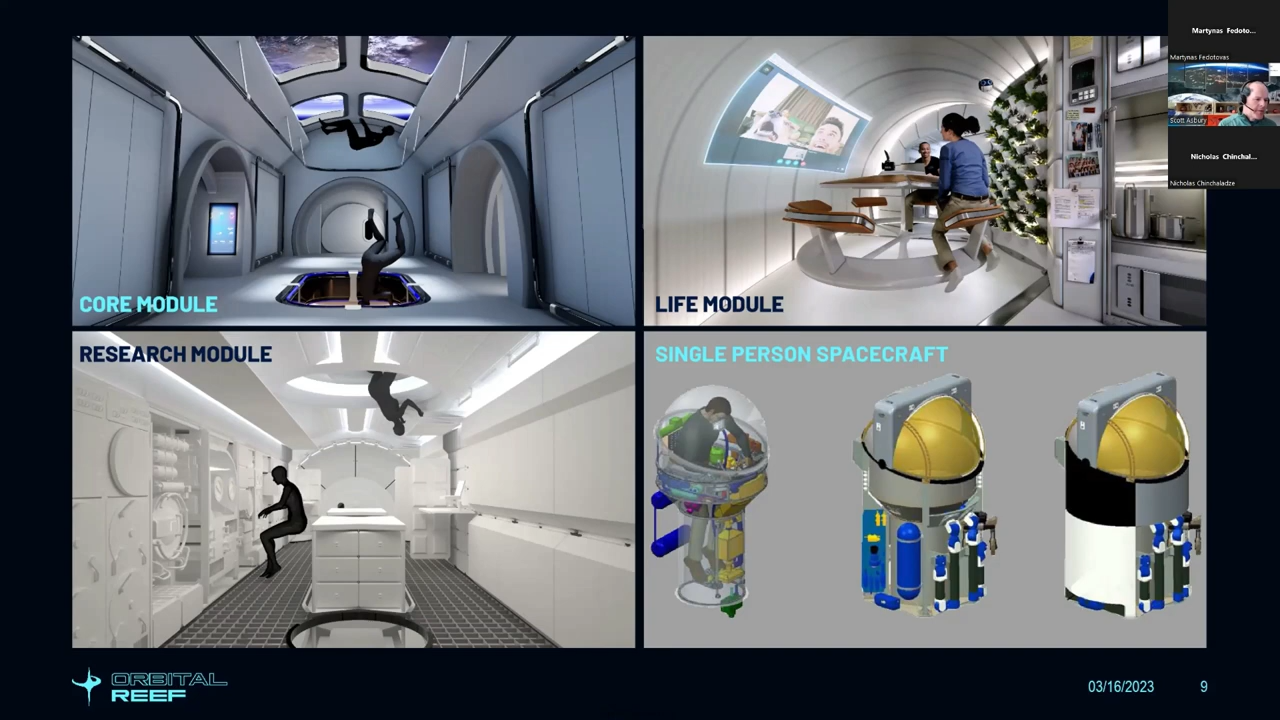 CORE MODULE
LIFE MODULE
RESEARCH MODULE
SINGLE PERSON SPACECRAFT
ORBITAL
REEF
03/16/2023
9
Martynas Fedoto...
Martynas Fedotovas
Scott Asbury
Nicholas Chinchal...
Nicholas Chinchaladze